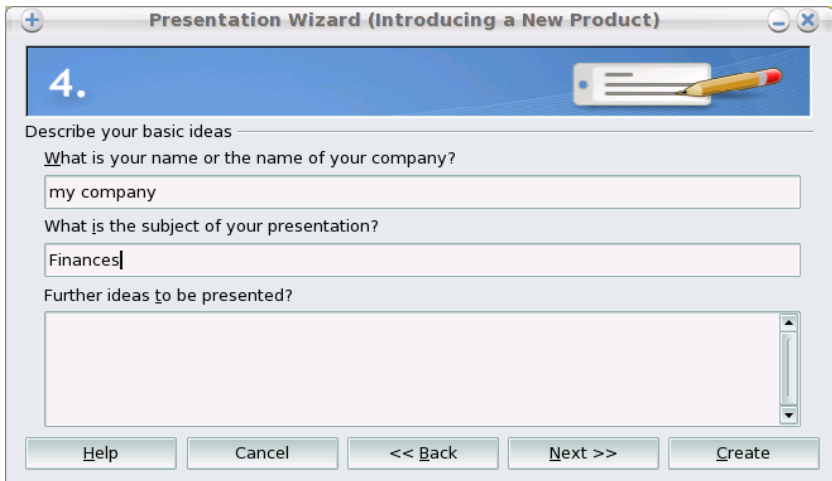 Presentation Wizard (Introducing a New Product)
4.
Describe your basic ideas
What is your name or the name of your company?
my company
What is the subject of your presentation?
Finances
Further ideas to be presented?
Help Cancel << Back Next >> Create